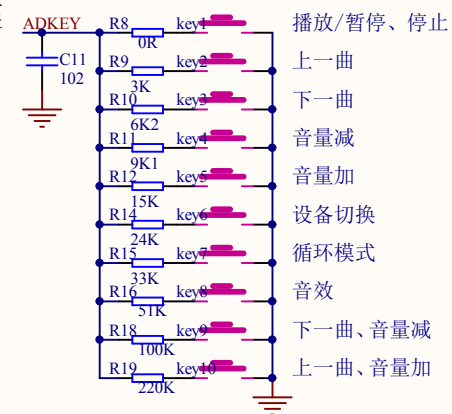 ADKEY R8 key1 播放/暂停、停止
0R
C11 R9 key2 上一曲
102 3K
R10 key3 下一曲
6K2
R11 key4 音量减
9K1
R12 key5 音量加
15K
R14 key6 设备切换
24K
R15 key7 循环模式
33K
R16 key8 音效
51K
R18 key9 下一曲、音量减
100K
R19 key10 上一曲、音量加
220K